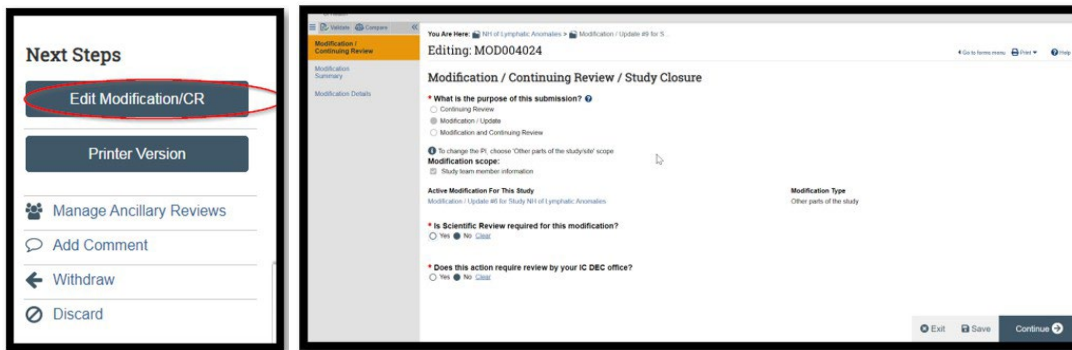 Next Steps
Edit Modification/CR
Printer Version
Manage Ancillary Reviews
Add Comment
Withdraw
Discard
Validate Compare
You Are Here: NH of Lymphatic Anomalies > Modification / Update #9 for S...
Modification / Continuing Review
Editing: MOD004024
Go to forms menu Print Help
Modification Summary
Modification / Continuing Review / Study Closure
Modification Details
* What is the purpose of this submission?
Continuing Review
Modification / Update
Modification and Continuing Review
To change the PI, choose 'Other parts of the study/site' scope
Modification scope:
Study team member information
Active Modification For This Study Modification Type
Modification / Update #6 for Study NH of Lymphatic Anomalies Other parts of the study
* Is Scientific Review required for this modification?
Yes No Clear
* Does this action require review by your IC DEC office?
Yes No Clear
Exit Save Continue